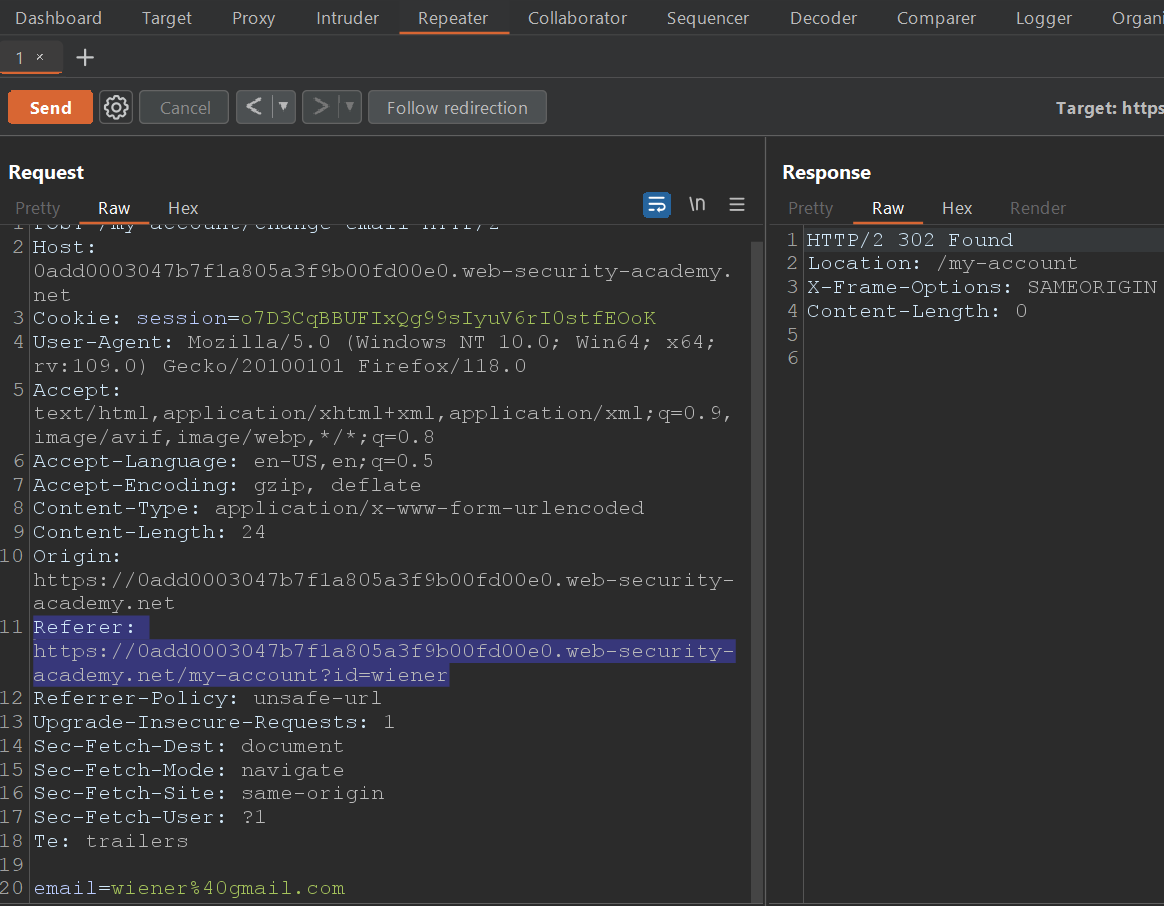 Dashboard Target Proxy Intruder Repeater Collaborator Sequencer Decoder Comparer Logger Organi
1 × +
Send Cancel < ▼ > ▼ Follow redirection Target: https
Request
Pretty Raw Hex \n
1 POST /my-account/change-email HTTP/2
2 Host:
0add0003047b7f1a805a3f9b00fd00e0.web-security-academy.
net
3 Cookie: session=o7D3CqBBUFIxQg99sIyuV6rI0stfEOoK
4 User-Agent: Mozilla/5.0 (Windows NT 10.0; Win64; x64;
rv:109.0) Gecko/20100101 Firefox/118.0
5 Accept:
text/html,application/xhtml+xml,application/xml;q=0.9,
image/avif,image/webp,*/*;q=0.8
6 Accept-Language: en-US,en;q=0.5
7 Accept-Encoding: gzip, deflate
8 Content-Type: application/x-www-form-urlencoded
9 Content-Length: 24
10 Origin:
https://0add0003047b7f1a805a3f9b00fd00e0.web-security-
academy.net
11 Referer:
https://0add0003047b7f1a805a3f9b00fd00e0.web-security-
academy.net/my-account?id=wiener
12 Referrer-Policy: unsafe-url
13 Upgrade-Insecure-Requests: 1
14 Sec-Fetch-Dest: document
15 Sec-Fetch-Mode: navigate
16 Sec-Fetch-Site: same-origin
17 Sec-Fetch-User: ?1
18 Te: trailers
19
20 email=wiener%40gmail.com
Response
Pretty Raw Hex Render
1 HTTP/2 302 Found
2 Location: /my-account
3 X-Frame-Options: SAMEORIGIN
4 Content-Length: 0
5
6